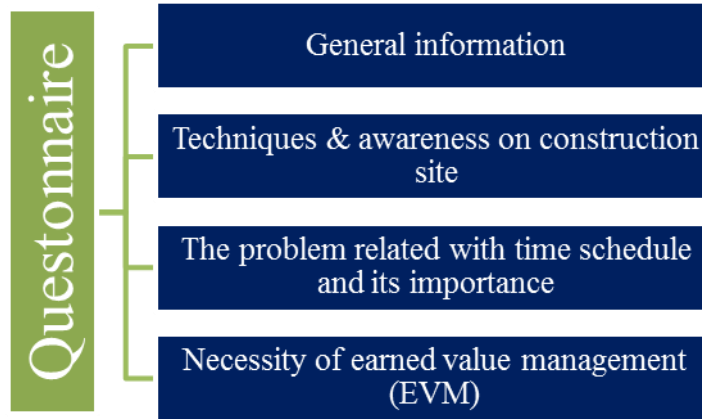 Questonnaire
General information
Techniques & awareness on construction
site
The problem related with time schedule
and its importance
Necessity of earned value management
(EVM)